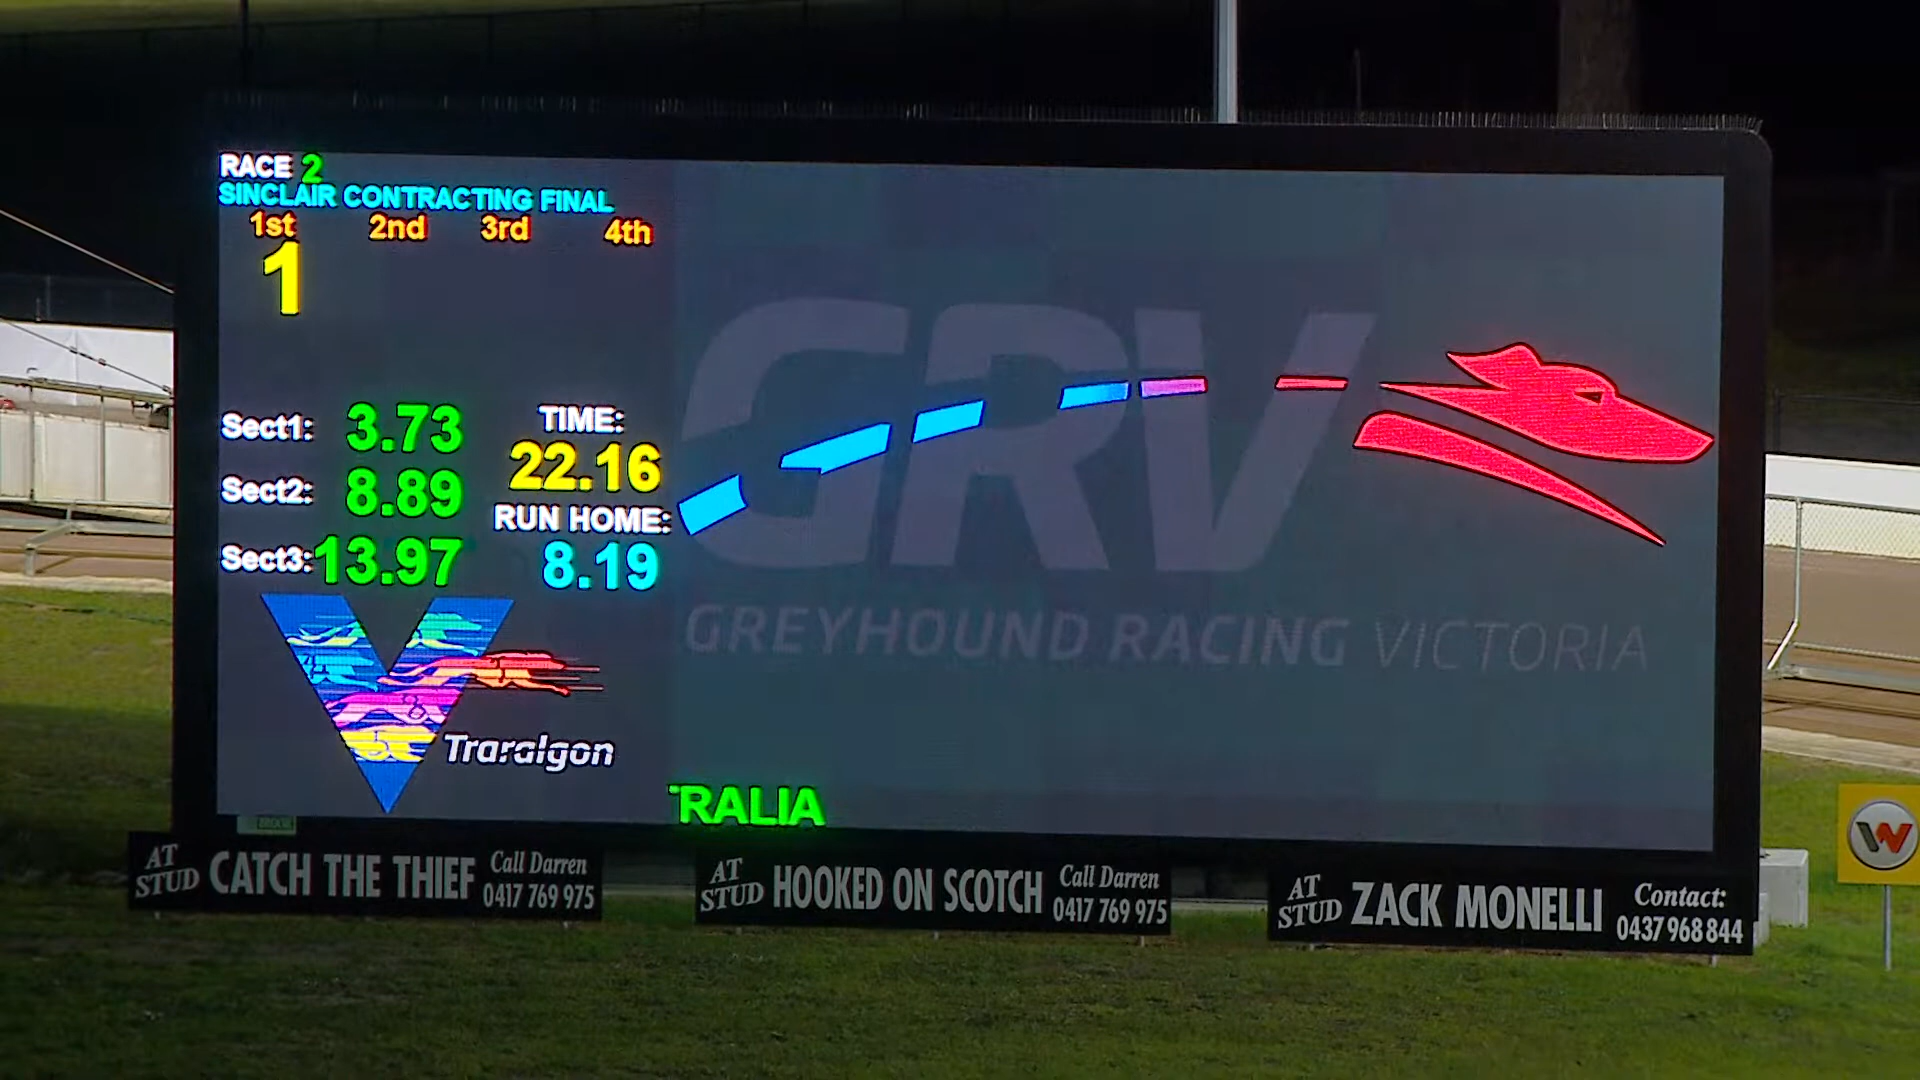 RACE 2
SINCLAIR CONTRACTING FINAL
1st 2nd 3rd 4th
1
Sect1: 3.73
Sect2: 8.89
Sect3: 13.97
TIME:
22.16
RUN HOME:
8.19
GRV
GREYHOUND RACING VICTORIA
Traralgon
TRALIA
AT STUD CATCH THE THIEF Call Darren 0417 769 975
AT STUD HOOKED ON SCOTCH Call Darren 0417 769 975
AT STUD ZACK MONELLI Contact: 0437 968 844
W